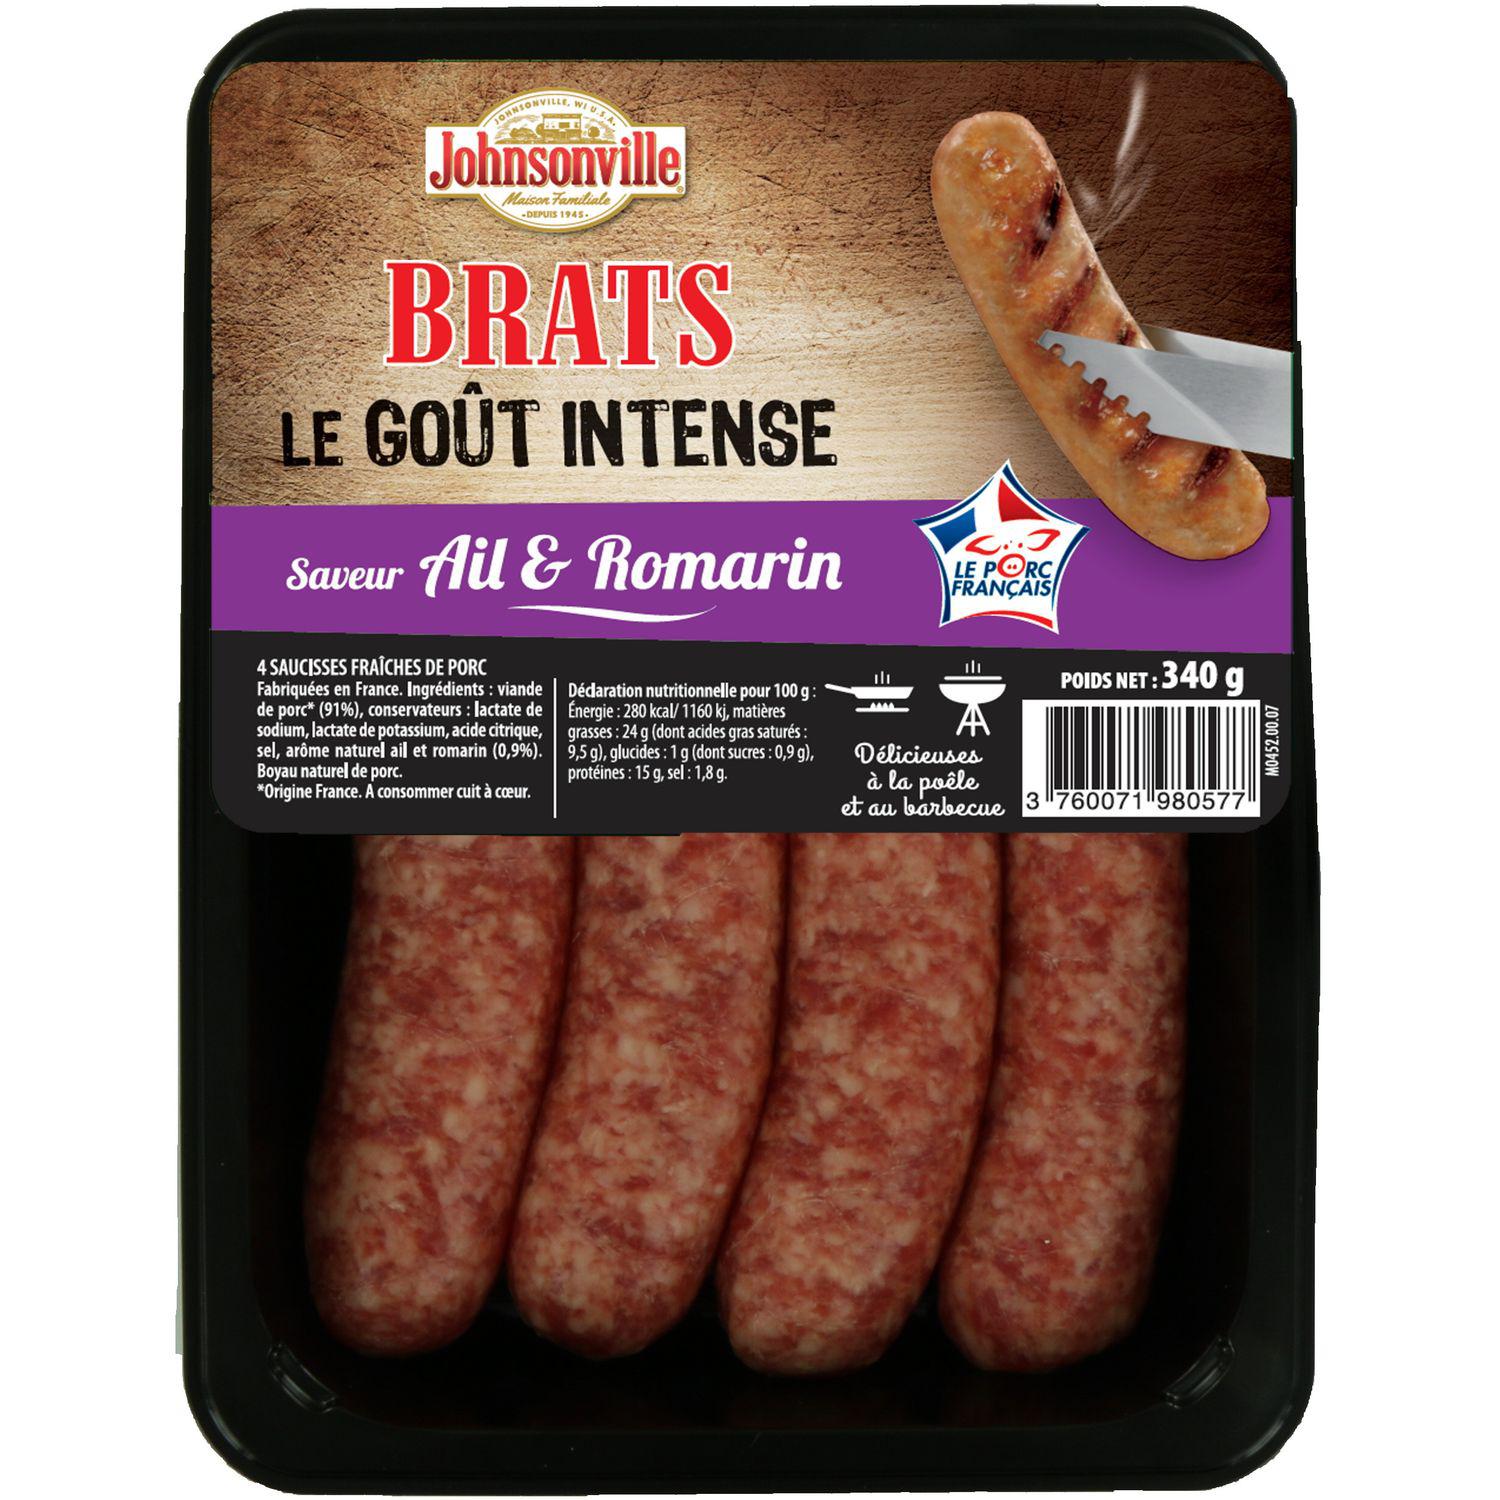 JOHNSONVILLE, WI U.S.A.
Johnsonville®
Maison Familiale
-DEPUIS 1945-
BRATS
LE GOÛT INTENSE
Saveur Ail & Romarin
LE PORC
FRANÇAIS
4 SAUCISSES FRAÎCHES DE PORC
Fabriquées en France. Ingrédients : viande
de porc* (91%), conservateurs : lactate de
sodium, lactate de potassium, acide citrique,
sel, arôme naturel ail et romarin (0,9%).
Boyau naturel de porc.
*Origine France. A consommer cuit à cœur.
Déclaration nutritionnelle pour 100 g :
Énergie : 280 kcal/ 1160 kj, matières
grasses : 24 g (dont acides gras saturés :
9,5 g), glucides : 1 g (dont sucres : 0,9 g),
protéines : 15 g, sel : 1,8 g.
Délicieuses
à la poêle
et au barbecue
POIDS NET : 340 g
3 760071 980577
M0452.00.07